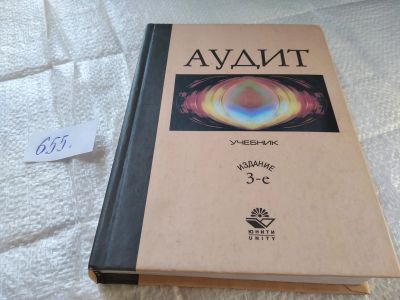 АУДИТ
УЧЕБНИК
ИЗДАНИЕ
3-е
ЮНИТИ
UNITY
655.